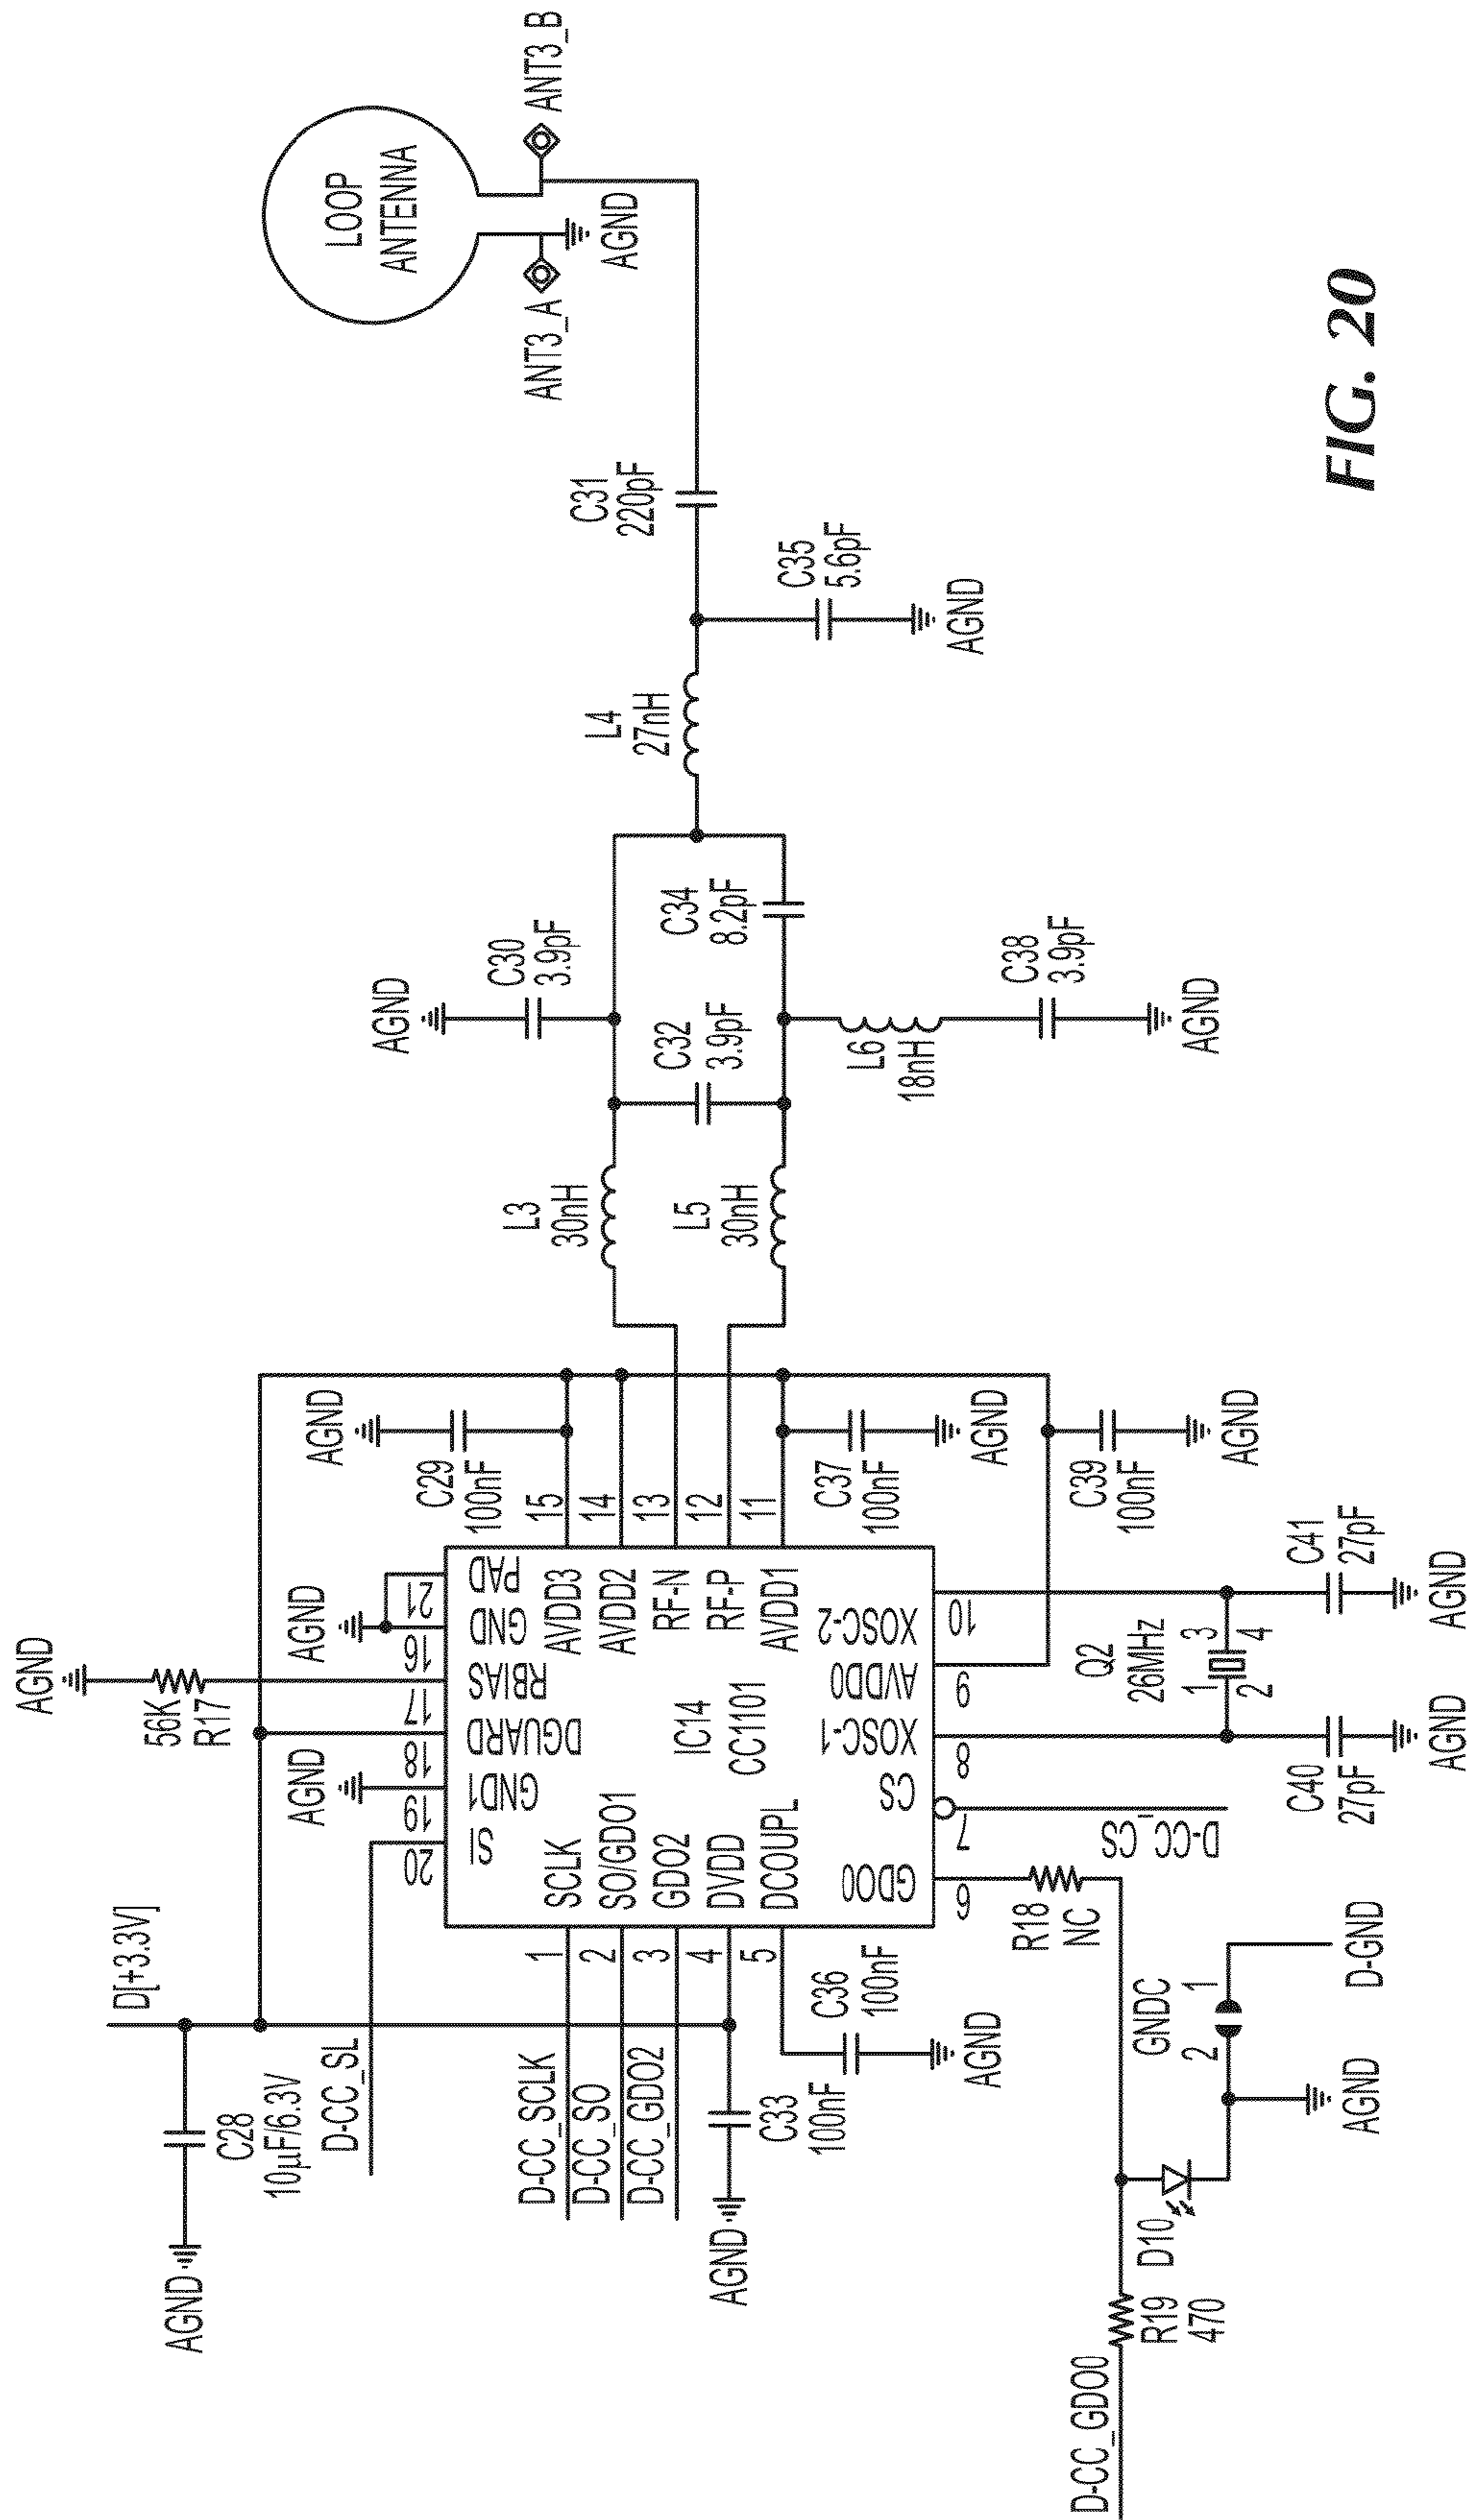 AGND
56K
R17
AGND
AGND
D[+3.3V]
C28
10µF/6.3V
AGND
D-CC_SL
20
19
18
17
16
21
SI
GND1
DGUARD
RBIAS
GND
PAD
D-CC_SCLK
D-CC_SO
D-CC_GDO2
1
2
3
4
5
SCLK
SO/GDO1
GDO2
DVDD
DCOUPL
IC14
CC1101
AVDD3
AVDD2
RF-N
RF-P
AVDD1
15
14
13
12
11
GDO0
CS
XOSC-1
AVDD0
XOSC-2
6
7
8
9
10
AGND
C33
100nF
C36
100nF
AGND
R18
NC
D-CC_CS
D-CC_GDO0
R19
470
D10
GNDC
2
1
AGND
D-GND
Q2
26MHz
1
3
2
4
C40
27pF
AGND
C41
27pF
AGND
AGND
C29
100nF
C37
100nF
AGND
C39
100nF
AGND
L3
30nH
L5
30nH
AGND
C30
3.9pF
C32
3.9pF
C34
8.2pF
L6
18nH
C38
3.9pF
AGND
L4
27nH
C35
5.6pF
AGND
C31
220pF
LOOP
ANTENNA
ANT3_A
AGND
ANT3_B
FIG. 20